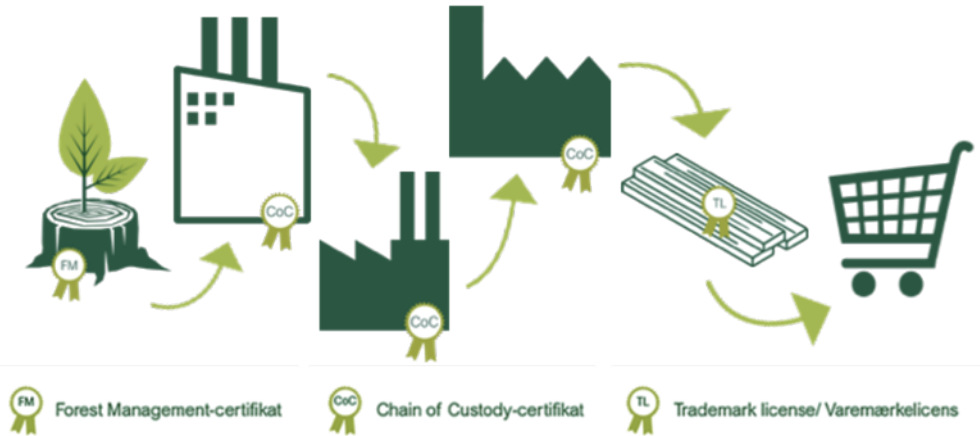 FM
CoC
CoC
CoC
TL
FM Forest Management-certifikat
CoC Chain of Custody-certifikat
TL Trademark license/ Varemærkelicens